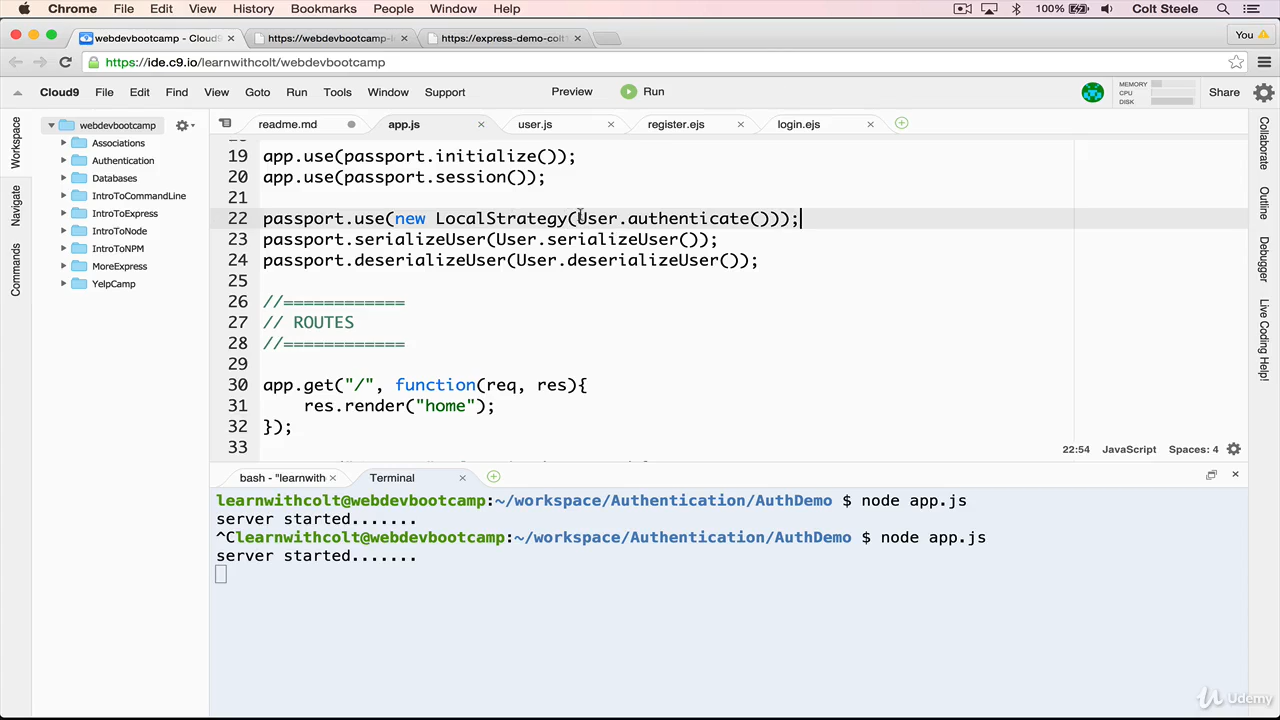 Chrome File Edit View History Bookmarks People Window Help 100% Colt Steele
webdevbootcamp - Cloud9 https://webdevbootcamp-l https://express-demo-colt You
https://ide.c9.io/learnwithcolt/webdevbootcamp
Cloud9 File Edit Find View Goto Run Tools Window Support Preview Run MEMORY CPU DISK Share
readme.md app.js user.js register.ejs login.ejs
Workspace
Navigate
Commands
webdevbootcamp
Associations
Authentication
Databases
IntroToCommandLine
IntroToExpress
IntroToNode
IntroToNPM
MoreExpress
YelpCamp
19 app.use(passport.initialize());
20 app.use(passport.session());
21
22 passport.use(new LocalStrategy(User.authenticate()));
23 passport.serializeUser(User.serializeUser());
24 passport.deserializeUser(User.deserializeUser());
25
26 //============
27 // ROUTES
28 //============
29
30 app.get("/", function(req, res){
31 res.render("home");
32 });
33
22:54 JavaScript Spaces: 4
Collaborate
Outline
Debugger
Live Coding Help!
bash - "learnwith Terminal
learnwithcolt@webdevbootcamp:~/workspace/Authentication/AuthDemo $ node app.js
server started.......
^Clearnwithcolt@webdevbootcamp:~/workspace/Authentication/AuthDemo $ node app.js
server started.......
Udemy